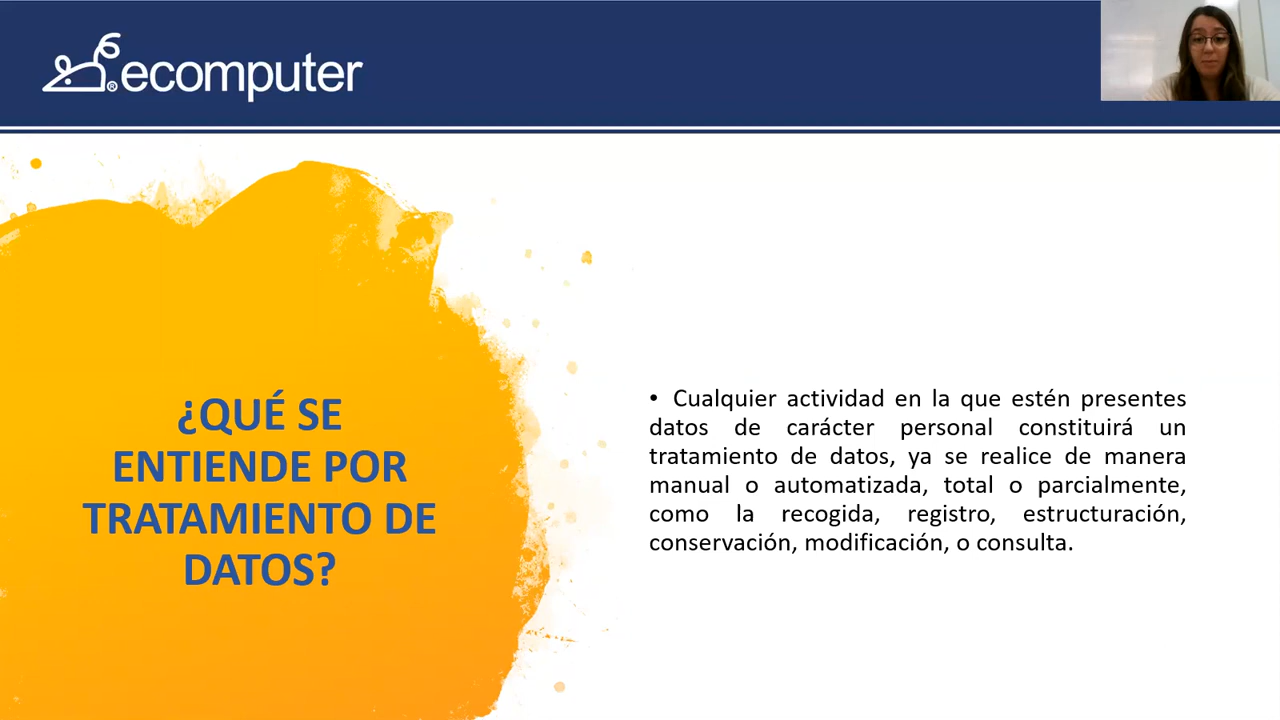 ecomputer
¿QUÉ SE
ENTIENDE POR
TRATAMIENTO DE
DATOS?
• Cualquier actividad en la que estén presentes
datos de carácter personal constituirá un
tratamiento de datos, ya se realice de manera
manual o automatizada, total o parcialmente,
como la recogida, registro, estructuración,
conservación, modificación, o consulta.